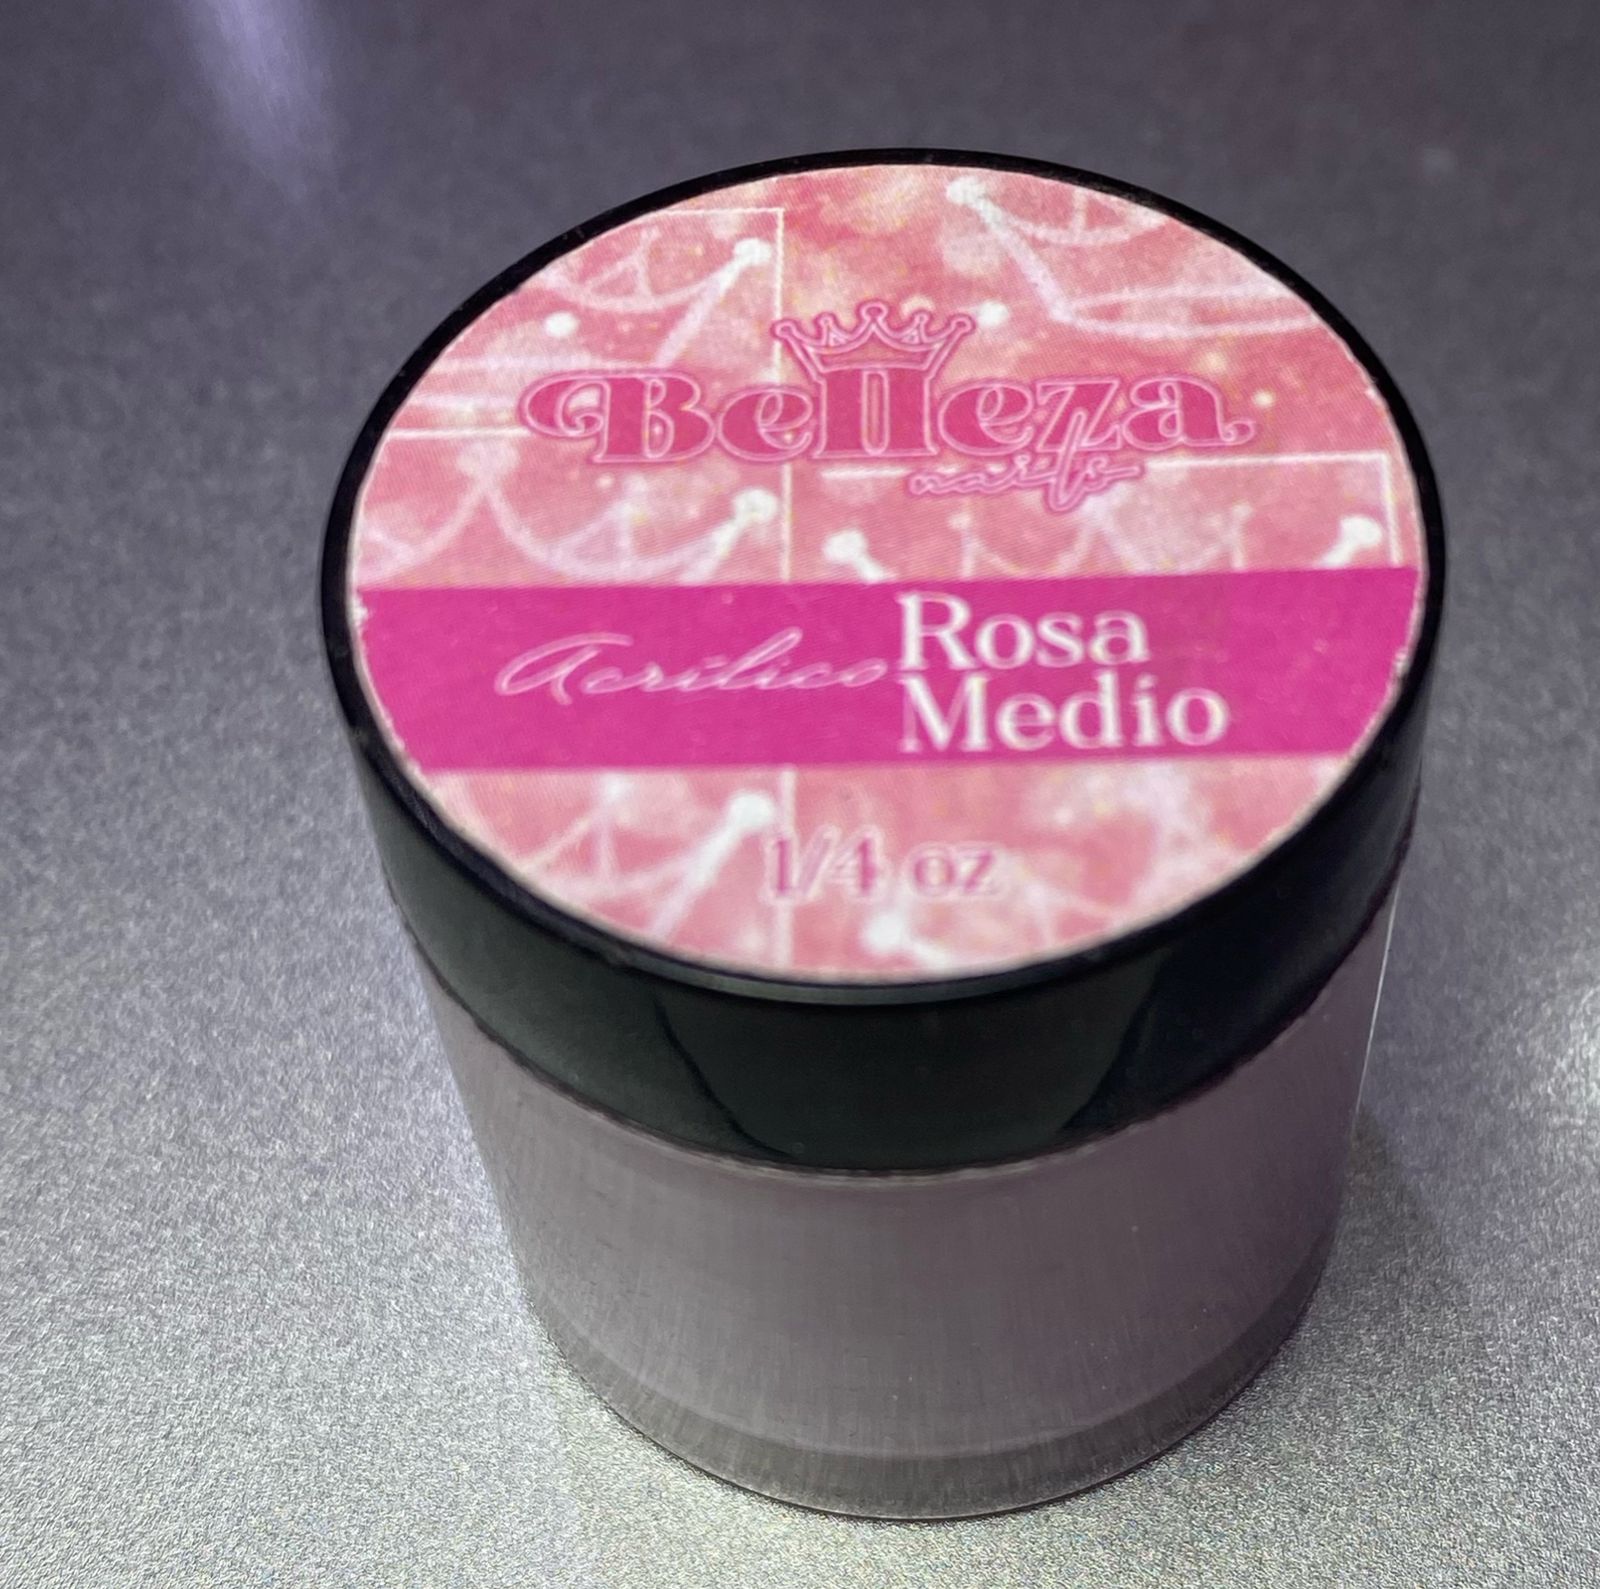 Belleza
nails
Acrílico Rosa
Medio
1/4 oz